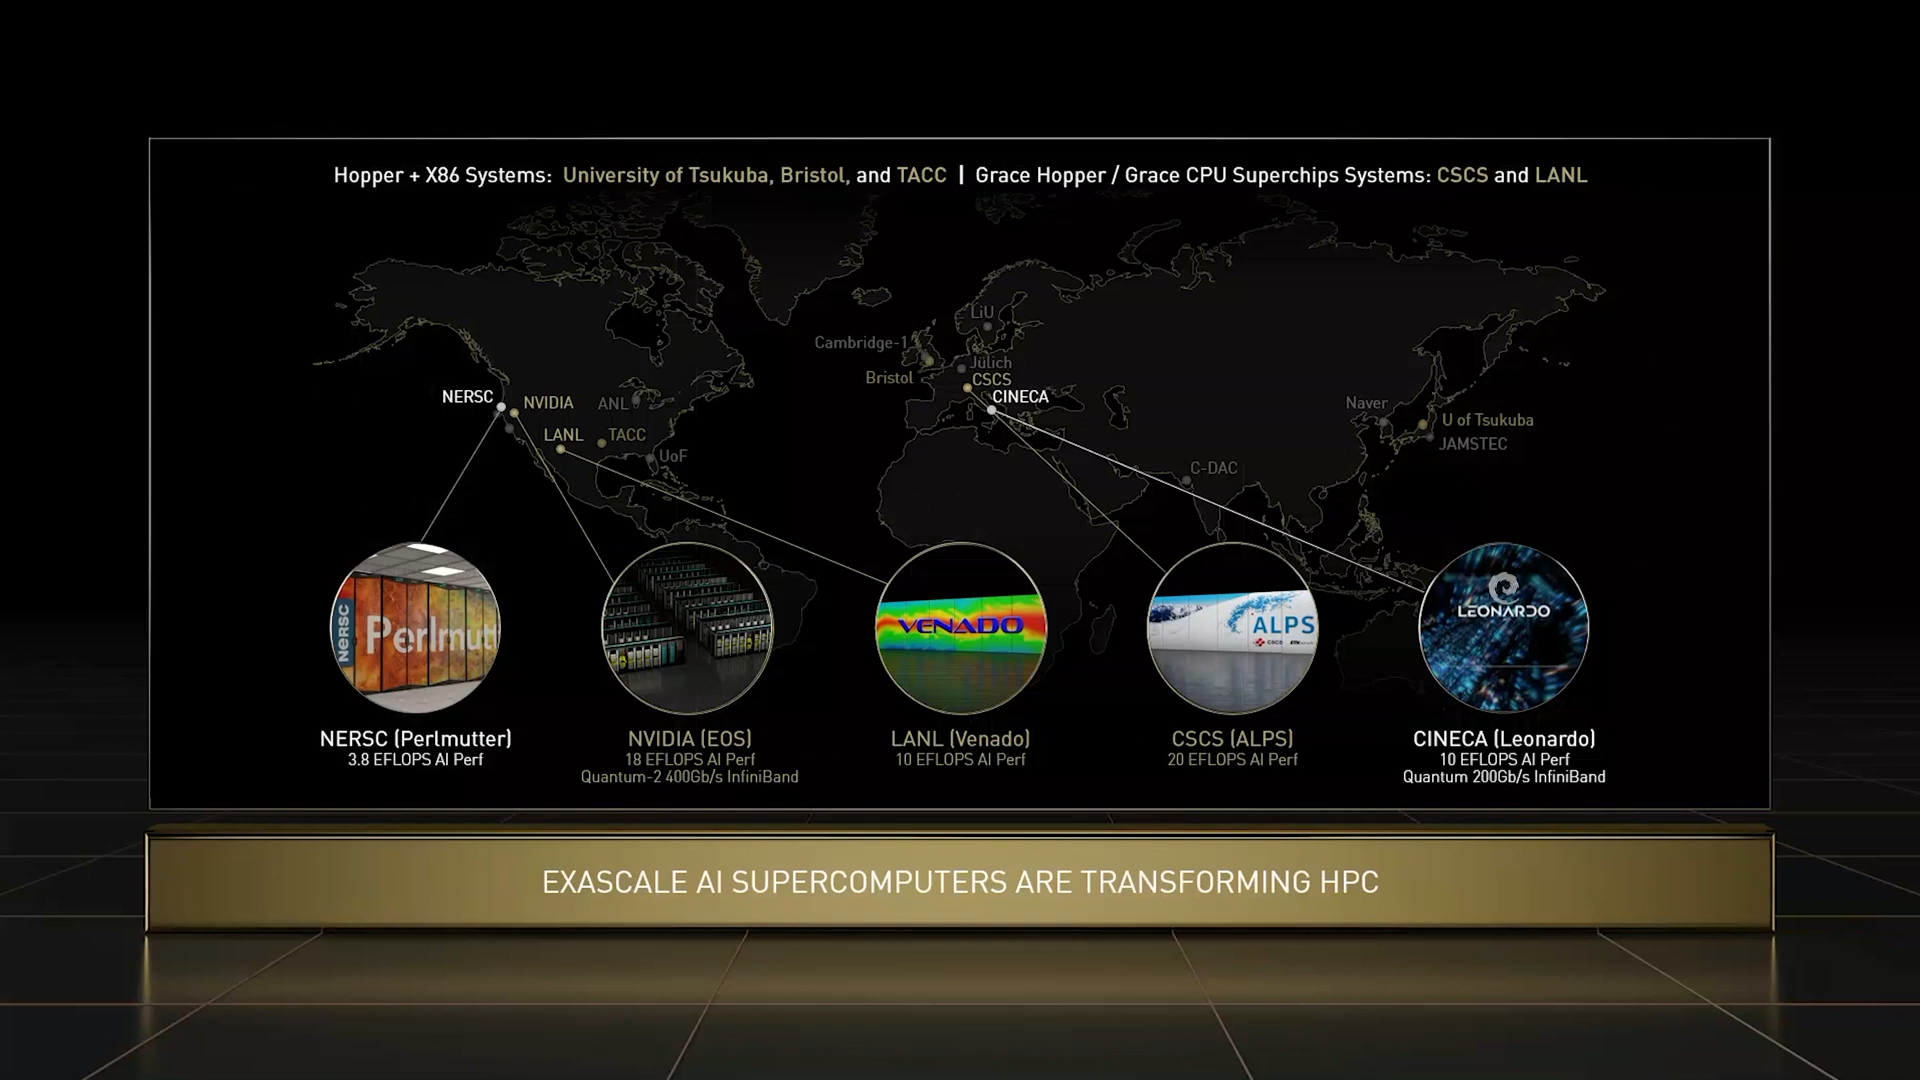 Hopper + X86 Systems: University of Tsukuba, Bristol, and TACC | Grace Hopper / Grace CPU Superchips Systems: CSCS and LANL
LiU
Cambridge-1
Jülich
Bristol
CSCS
NERSC
NVIDIA
ANL
CINECA
Naver
U of Tsukuba
LANL
TACC
JAMSTEC
UoF
C-DAC
NERSC
Perlmutt
VENADO
ALPS
CSCS
LEONARDO
NERSC (Perlmutter)
3.8 EFLOPS AI Perf
NVIDIA (EOS)
18 EFLOPS AI Perf
Quantum-2 400Gb/s InfiniBand
LANL (Venado)
10 EFLOPS AI Perf
CSCS (ALPS)
20 EFLOPS AI Perf
CINECA (Leonardo)
10 EFLOPS AI Perf
Quantum 200Gb/s InfiniBand
EXASCALE AI SUPERCOMPUTERS ARE TRANSFORMING HPC